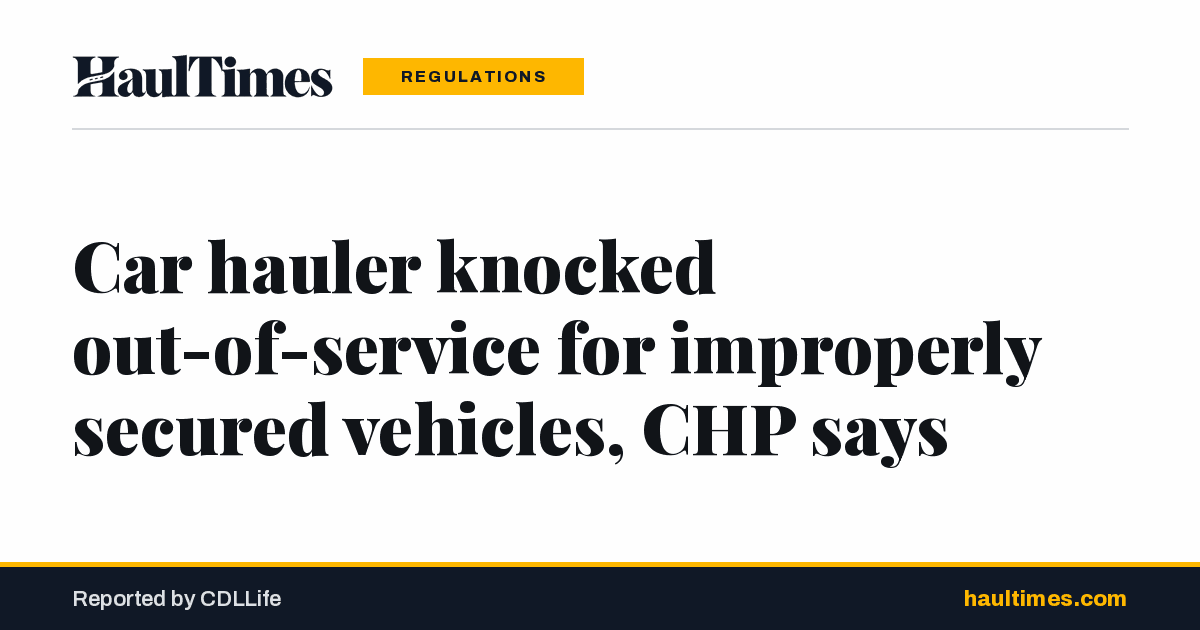 HaulTimes
REGULATIONS
Car hauler knocked
out-of-service for improperly
secured vehicles, CHP says
Reported by CDLLife
haultimes.com